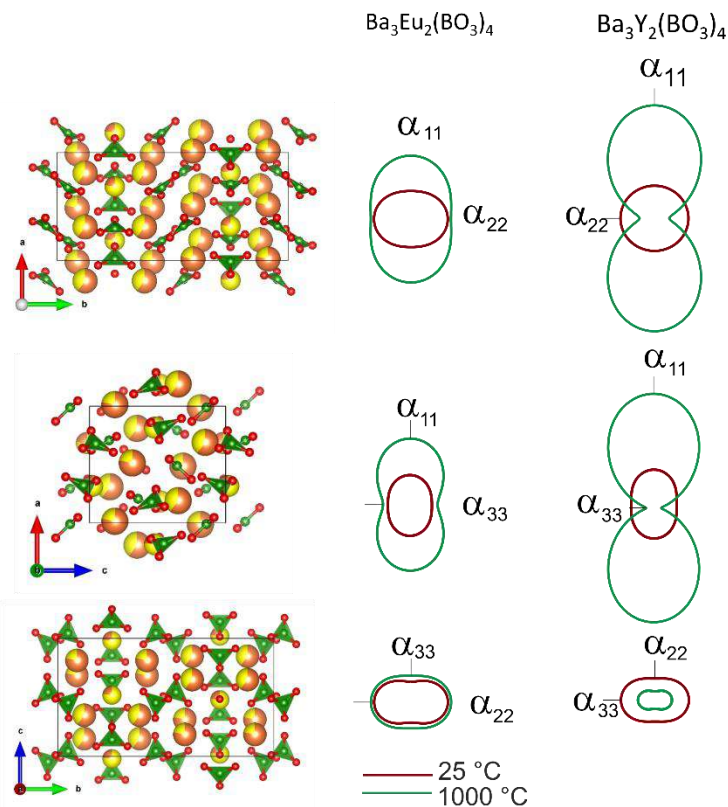 Ba₃Eu₂(BO₃)₄
Ba₃Y₂(BO₃)₄
α₁₁
α₁₁
α₂₂
α₂₂
a
b
α₁₁
α₁₁
α₃₃
α₃₃
a
b
c
α₃₃
α₂₂
α₂₂
α₃₃
c
a
b
25 °C
1000 °C